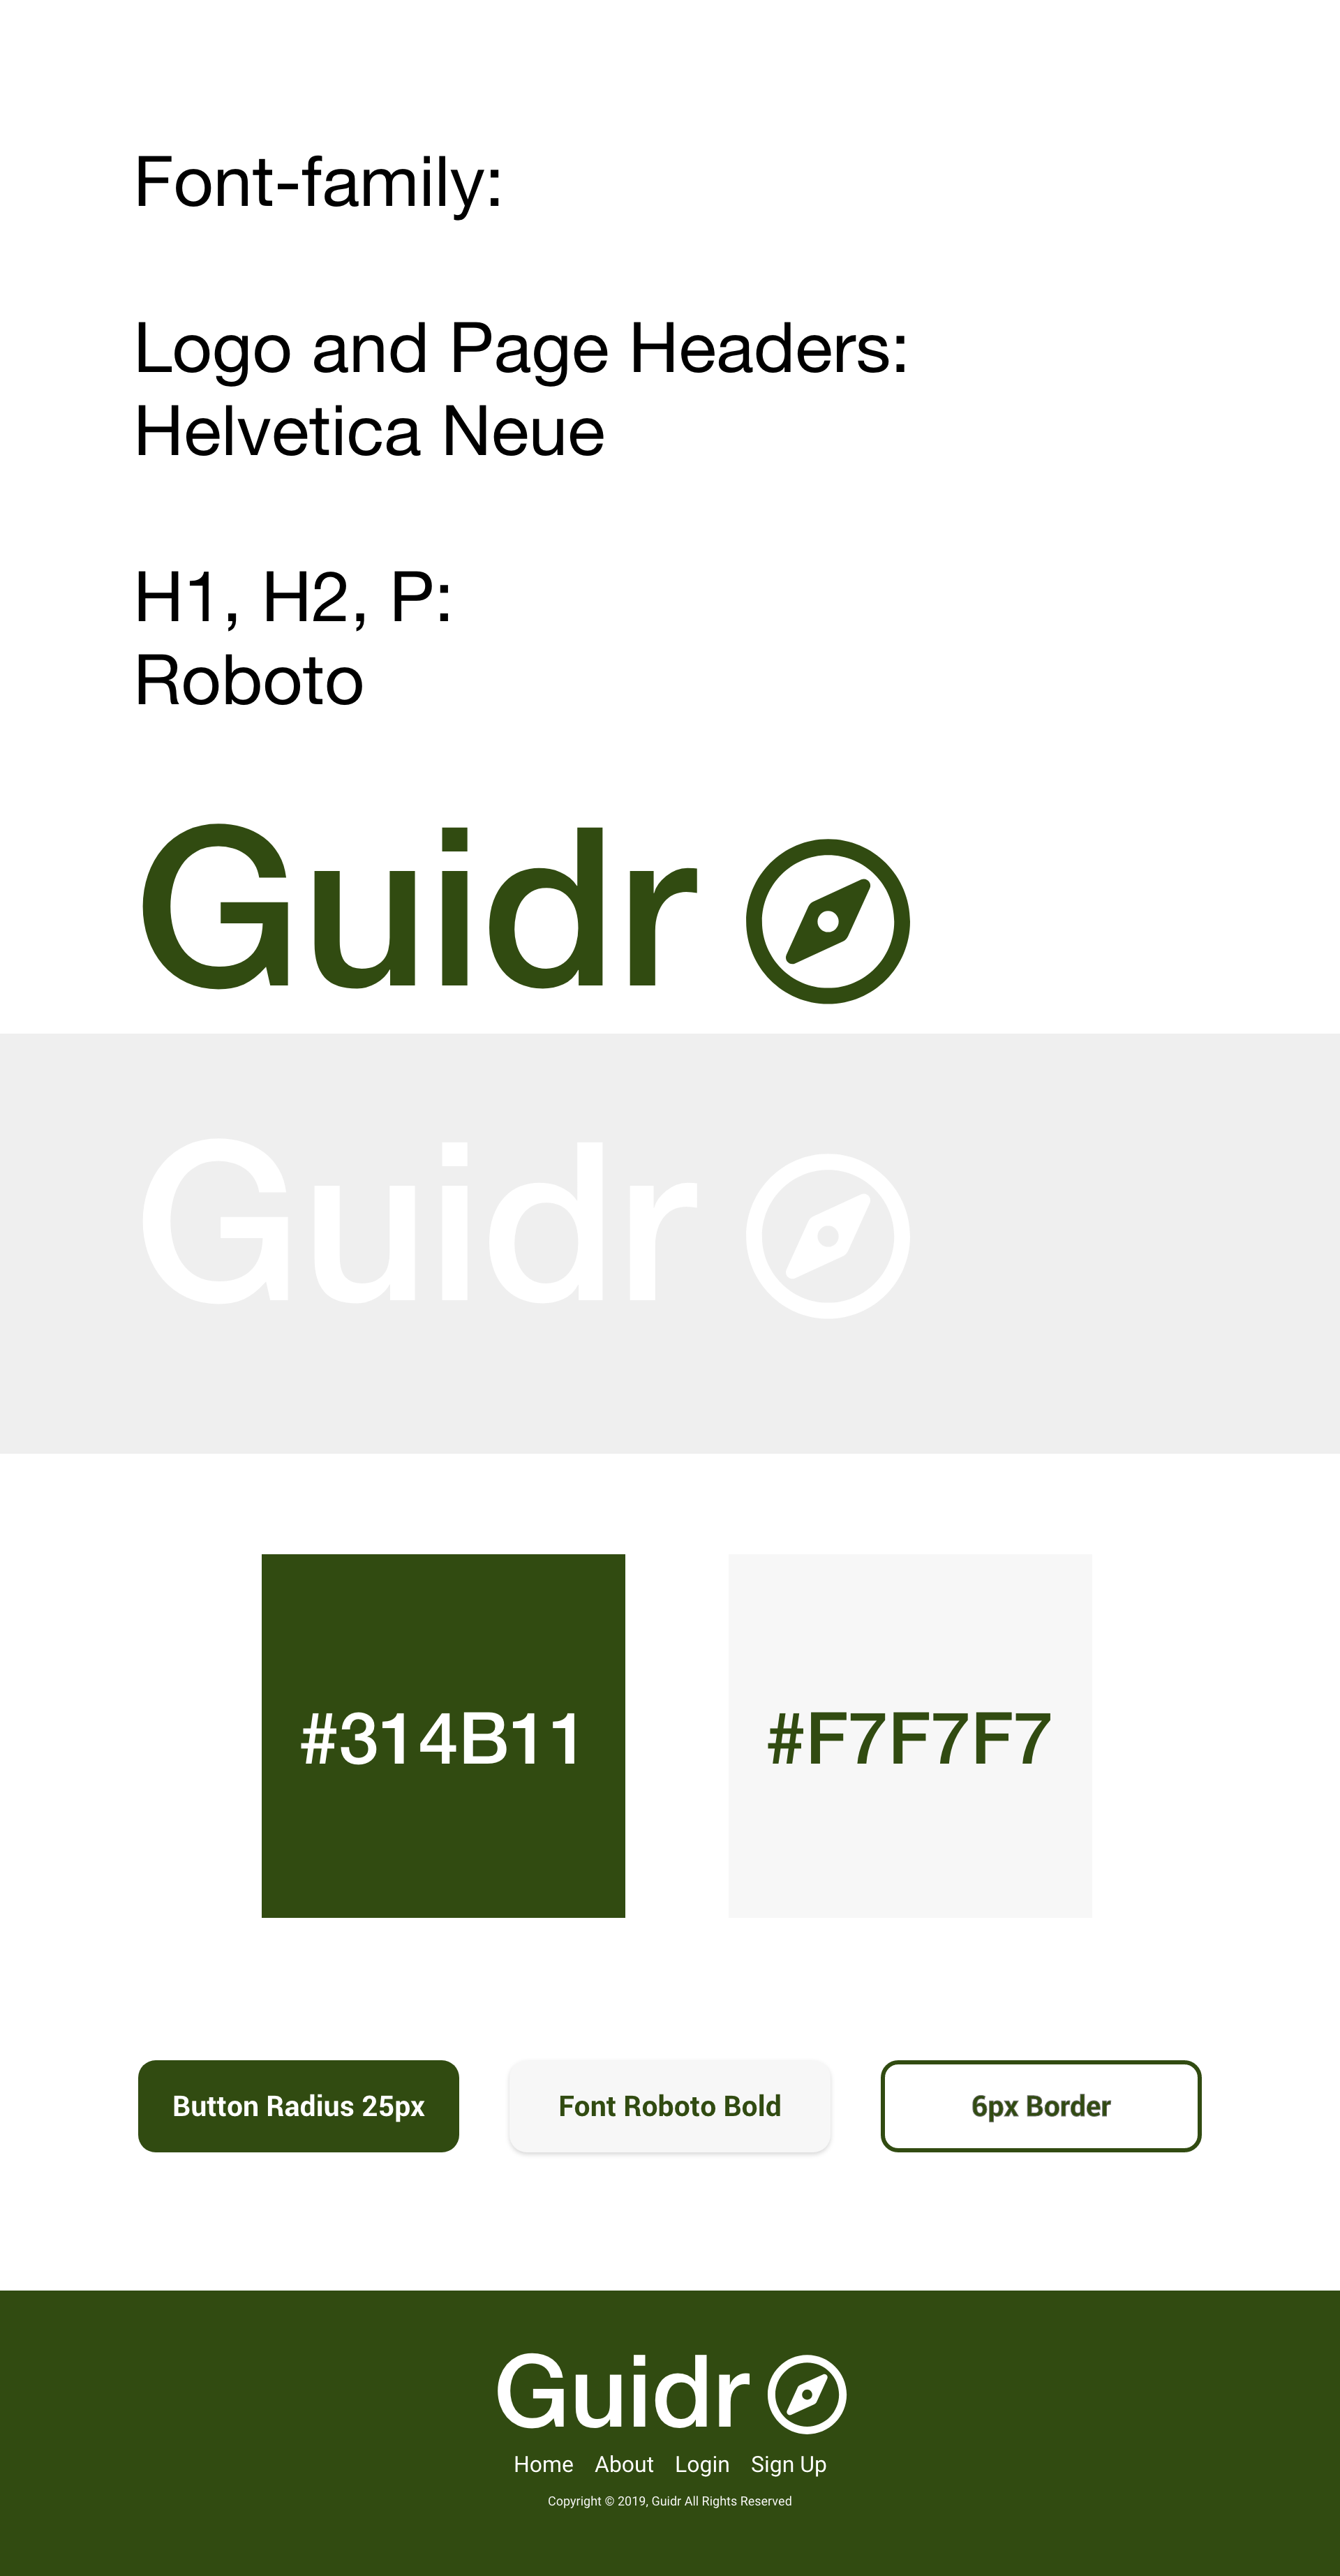 Font-family:
Logo and Page Headers:
Helvetica Neue
H1, H2, P:
Roboto
Guidr
Guidr
#314B11
#F7F7F7
Button Radius 25px
Font Roboto Bold
6px Border
Guidr
Home About Login Sign Up
Copyright © 2019, Guidr All Rights Reserved